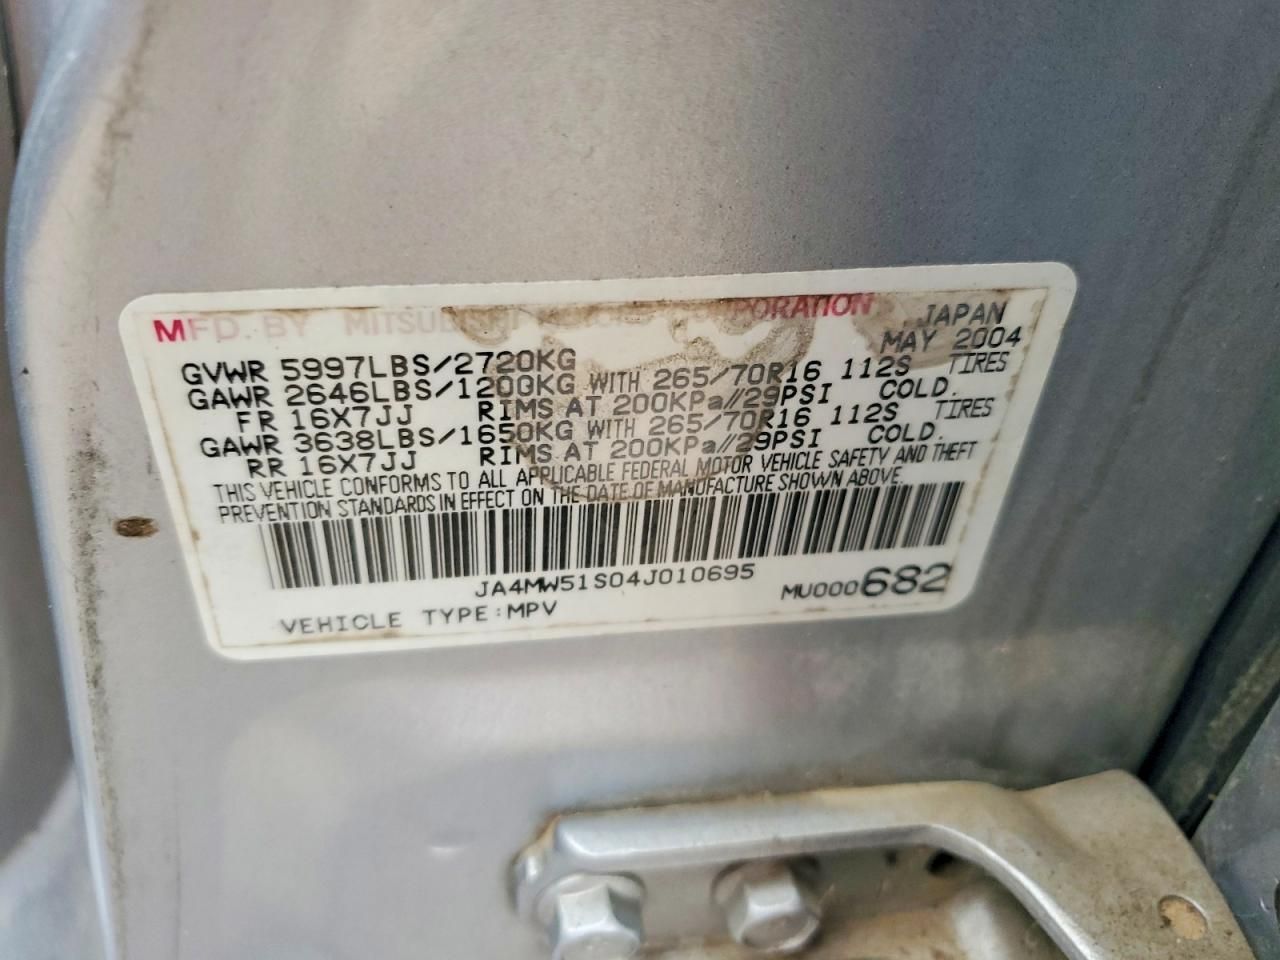 MFD. BY MITSUBISHI MOTORS CORPORATION JAPAN
MAY 2004
GVWR 5997LBS/2720KG
GAWR 2646LBS/1200KG WITH 265/70R16 112S TIRES
FR 16X7JJ RIMS AT 200KPa//29PSI COLD.
GAWR 3638LBS/1650KG WITH 265/70R16 112S TIRES
RR 16X7JJ RIMS AT 200KPa//29PSI COLD.
THIS VEHICLE CONFORMS TO ALL APPLICABLE FEDERAL MOTOR VEHICLE SAFETY AND THEFT
PREVENTION STANDARDS IN EFFECT ON THE DATE OF MANUFACTURE SHOWN ABOVE.
JA4MW51S04J010695
MU000682
VEHICLE TYPE:MPV